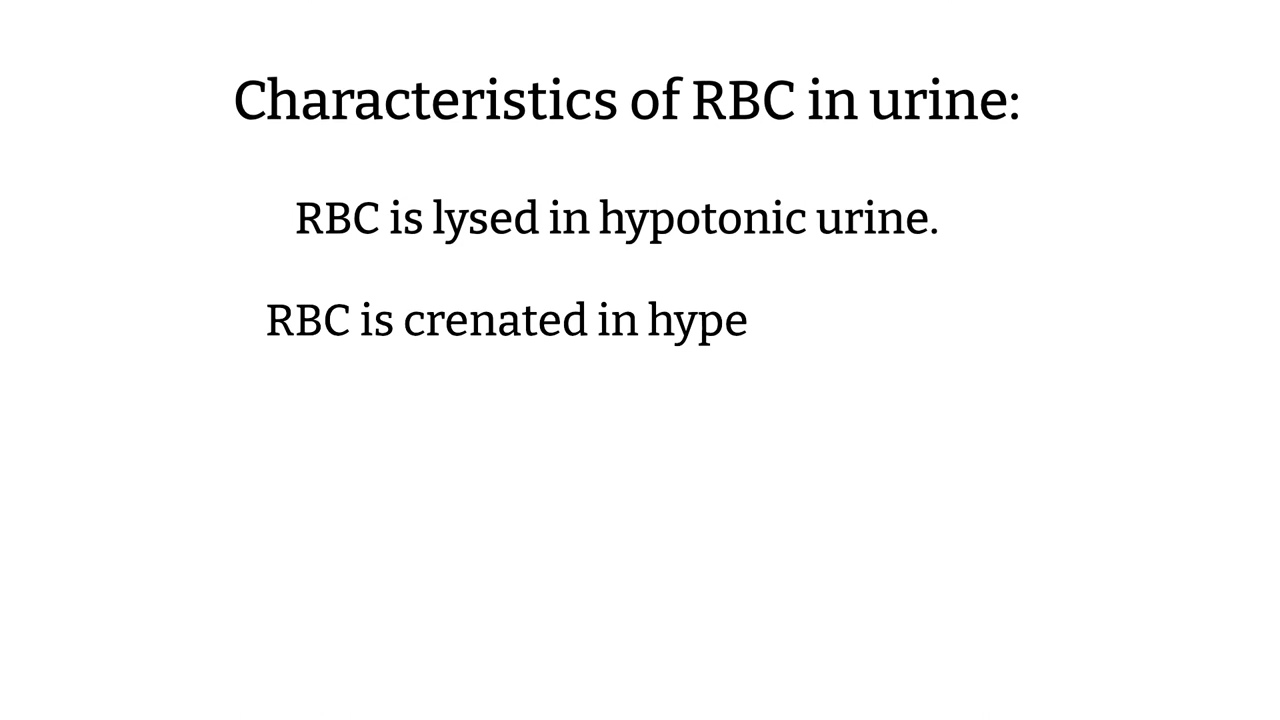 Characteristics of RBC in urine:
RBC is lysed in hypotonic urine.
RBC is crenated in hype